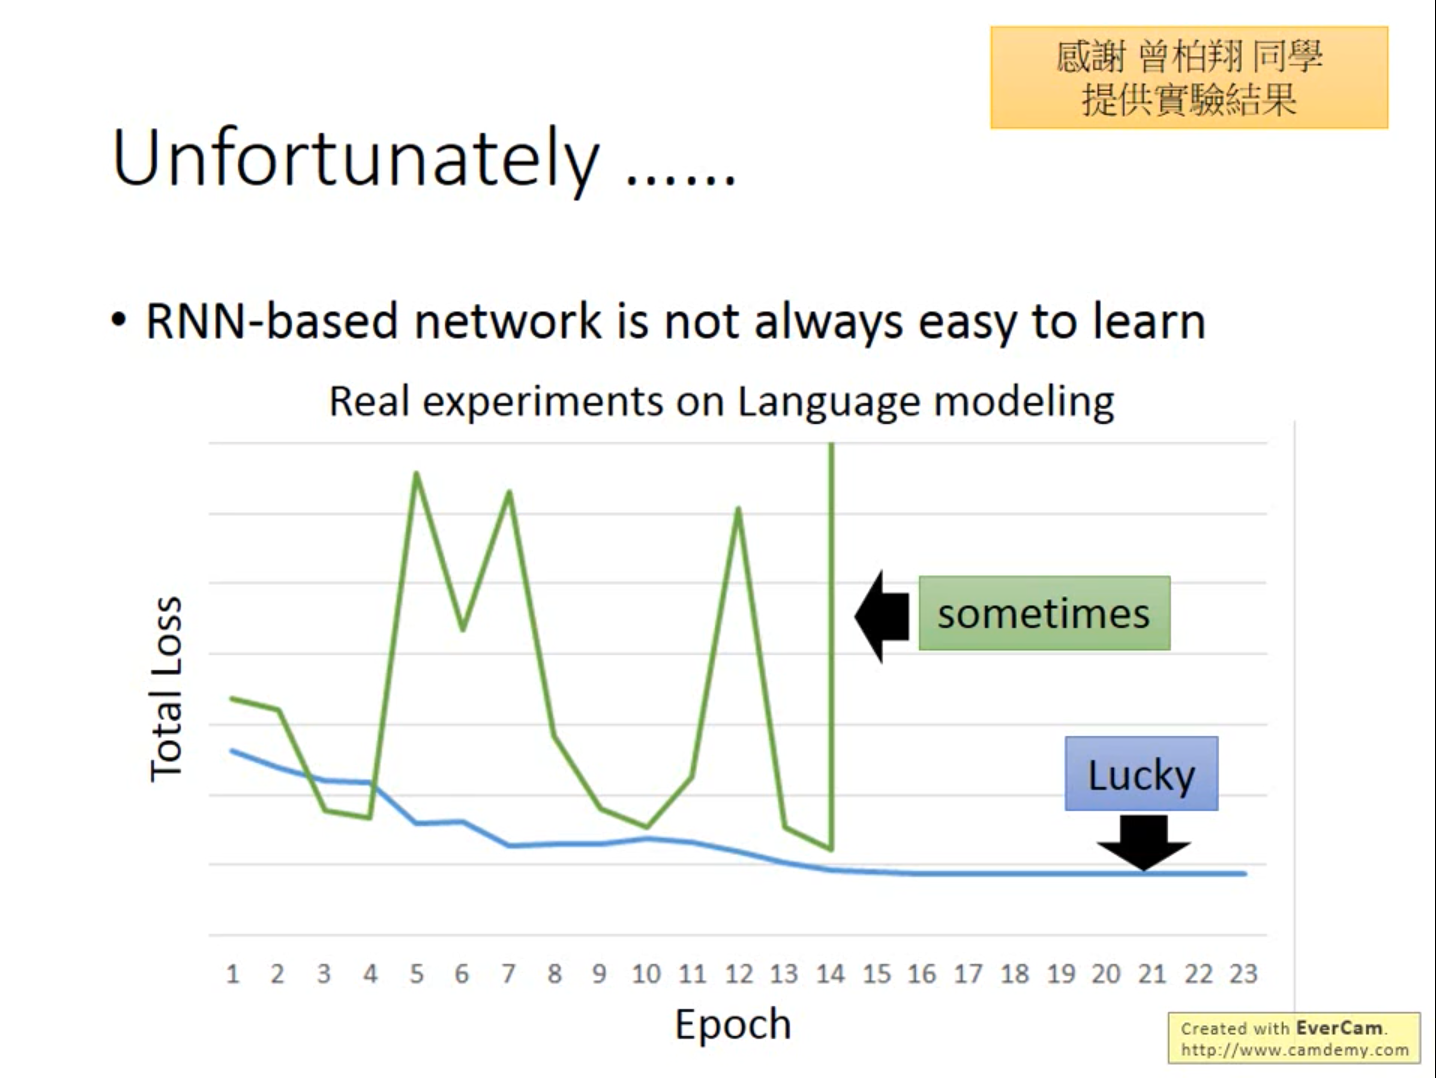 感謝 曾柏翔 同學
提供實驗結果
Unfortunately ……
• RNN-based network is not always easy to learn
Real experiments on Language modeling
Total Loss
sometimes
Lucky
1 2 3 4 5 6 7 8 9 10 11 12 13 14 15 16 17 18 19 20 21 22 23
Epoch
Created with EverCam.
http://www.camdemy.com